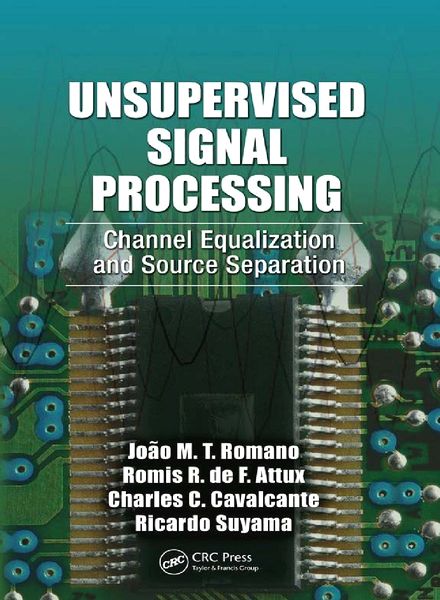 UNSUPERVISED
SIGNAL
PROCESSING
Channel Equalization
and Source Separation
João M. T. Romano
Romis R. de F. Attux
Charles C. Cavalcante
Ricardo Suyama
CRC
CRC Press
Taylor & Francis Group